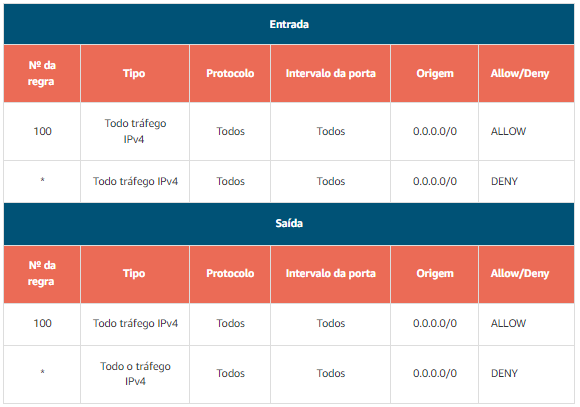 Entrada
Nº da regra Tipo Protocolo Intervalo da porta Origem Allow/Deny
100 Todo tráfego IPv4 Todos Todos 0.0.0.0/0 ALLOW
* Todo tráfego IPv4 Todos Todos 0.0.0.0/0 DENY
Saída
Nº da regra Tipo Protocolo Intervalo da porta Origem Allow/Deny
100 Todo tráfego IPv4 Todos Todos 0.0.0.0/0 ALLOW
* Todo o tráfego IPv4 Todos Todos 0.0.0.0/0 DENY